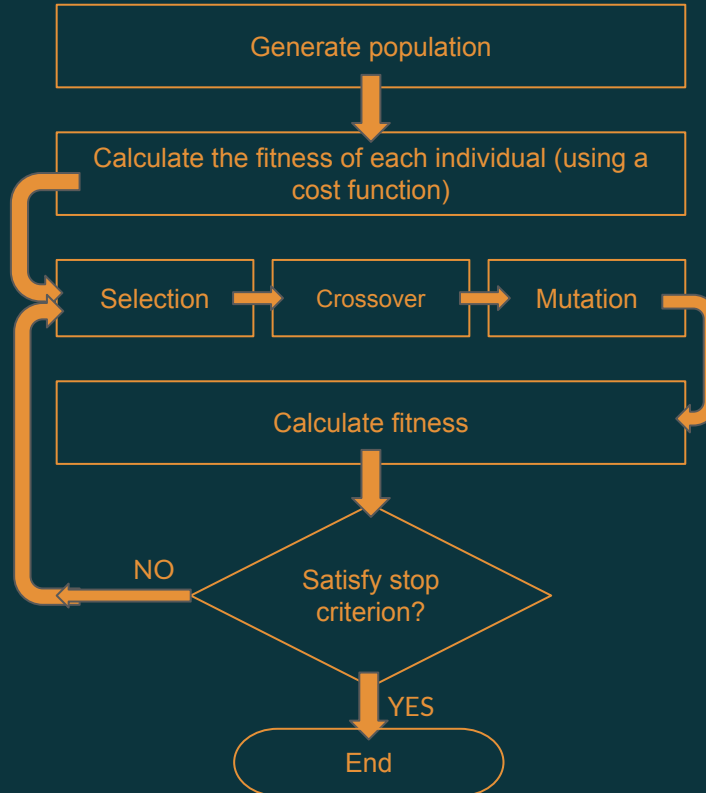 Generate population
Calculate the fitness of each individual (using a
cost function)
Selection
Crossover
Mutation
Calculate fitness
NO
Satisfy stop
criterion?
YES
End